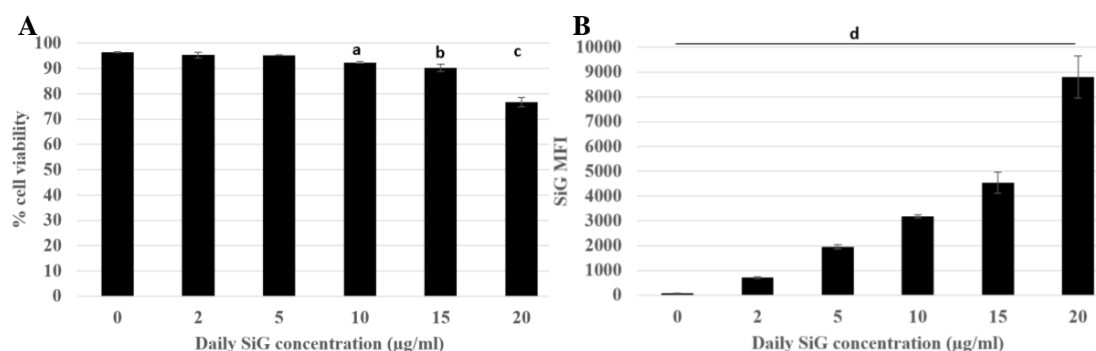 A
100
90
80
70
60
50
40
30
20
10
0
% cell viability
a
b
c
0 2 5 10 15 20
Daily SiG concentration (µg/ml)
B
10000
9000
8000
7000
6000
5000
4000
3000
2000
1000
0
SiG MFI
d
0 2 5 10 15 20
Daily SiG concentration (µg/ml)